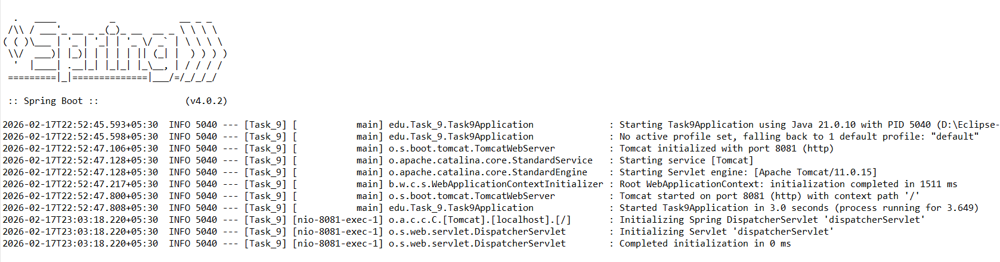 .   ____          _            __ _ _
 /\\ / ___'_ __ _ _(_)_ __  __ _ \ \ \ \
( ( )\___ | '_ | '_| | '_ \/ _` | \ \ \ \
 \\/  ___)| |_)| | | | | || (_| |  ) ) ) )
  '  |____| .__|_| |_|_| |_\__, | / / / /
 =========|_|==============|___/=/_/_/_/

 :: Spring Boot ::                (v4.0.2)

2026-02-17T22:52:45.593+05:30  INFO 5040 --- [Task_9] [           main] edu.Task_9.Task9Application              : Starting Task9Application using Java 21.0.10 with PID 5040 (D:\Eclipse-
2026-02-17T22:52:45.598+05:30  INFO 5040 --- [Task_9] [           main] edu.Task_9.Task9Application              : No active profile set, falling back to 1 default profile: "default"
2026-02-17T22:52:47.106+05:30  INFO 5040 --- [Task_9] [           main] o.s.boot.tomcat.TomcatWebServer          : Tomcat initialized with port 8081 (http)
2026-02-17T22:52:47.128+05:30  INFO 5040 --- [Task_9] [           main] o.apache.catalina.core.StandardService   : Starting service [Tomcat]
2026-02-17T22:52:47.128+05:30  INFO 5040 --- [Task_9] [           main] o.apache.catalina.core.StandardEngine    : Starting Servlet engine: [Apache Tomcat/11.0.15]
2026-02-17T22:52:47.217+05:30  INFO 5040 --- [Task_9] [           main] b.w.c.s.WebApplicationContextInitializer : Root WebApplicationContext: initialization completed in 1511 ms
2026-02-17T22:52:47.800+05:30  INFO 5040 --- [Task_9] [           main] o.s.boot.tomcat.TomcatWebServer          : Tomcat started on port 8081 (http) with context path '/'
2026-02-17T22:52:47.808+05:30  INFO 5040 --- [Task_9] [           main] edu.Task_9.Task9Application              : Started Task9Application in 3.0 seconds (process running for 3.649)
2026-02-17T23:03:18.220+05:30  INFO 5040 --- [Task_9] [nio-8081-exec-1] o.a.c.c.C.[Tomcat].[localhost].[/]       : Initializing Spring DispatcherServlet 'dispatcherServlet'
2026-02-17T23:03:18.220+05:30  INFO 5040 --- [Task_9] [nio-8081-exec-1] o.s.web.servlet.DispatcherServlet        : Initializing Servlet 'dispatcherServlet'
2026-02-17T23:03:18.220+05:30  INFO 5040 --- [Task_9] [nio-8081-exec-1] o.s.web.servlet.DispatcherServlet        : Completed initialization in 0 ms